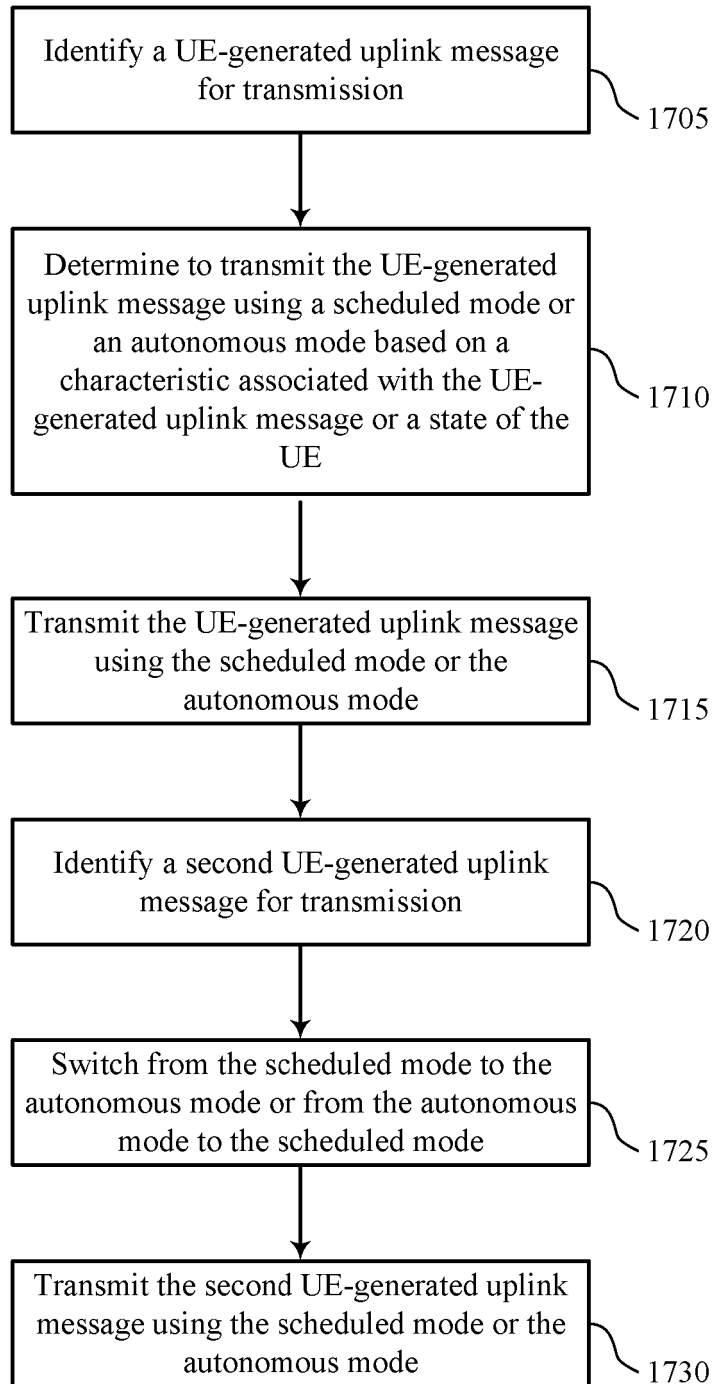 Identify a UE-generated uplink message
for transmission
1705
Determine to transmit the UE-generated
uplink message using a scheduled mode or
an autonomous mode based on a
characteristic associated with the UE-
generated uplink message or a state of the
UE
1710
Transmit the UE-generated uplink message
using the scheduled mode or the
autonomous mode
1715
Identify a second UE-generated uplink
message for transmission
1720
Switch from the scheduled mode to the
autonomous mode or from the autonomous
mode to the scheduled mode
1725
Transmit the second UE-generated uplink
message using the scheduled mode or the
autonomous mode
1730